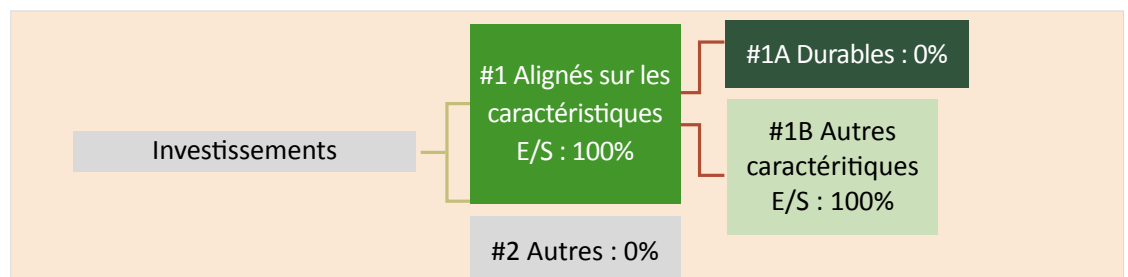 Investissements
#1 Alignés sur les
caractéristiques
E/S : 100%
#2 Autres : 0%
#1A Durables : 0%
#1B Autres
caractéritiques
E/S : 100%